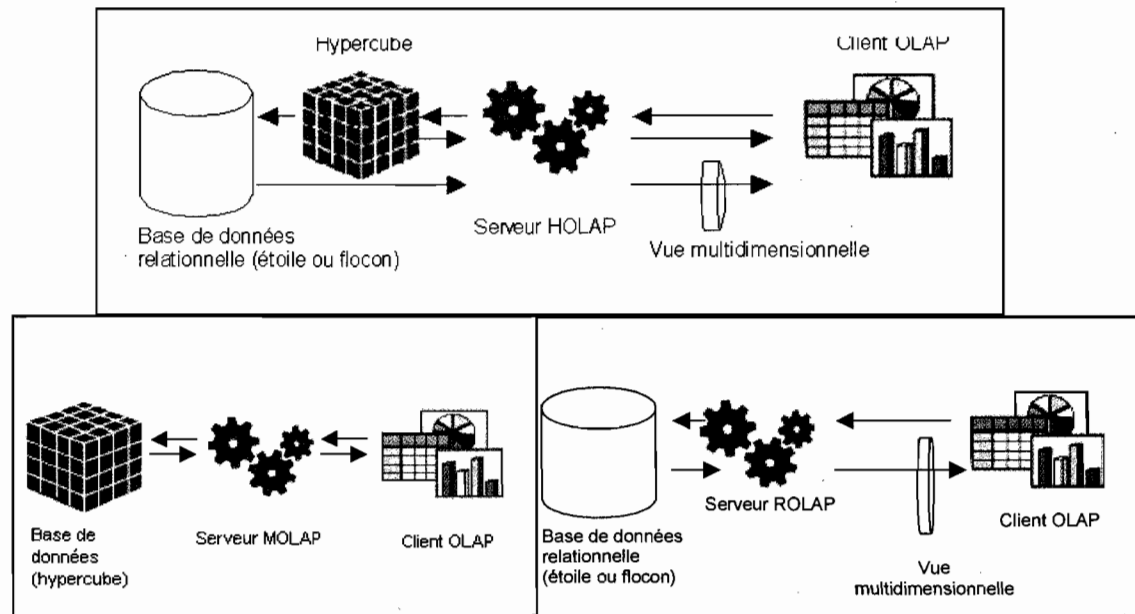 Hypercube
Client OLAP
Serveur HOLAP
Base de données
relationnelle (étoile ou flocon)
Vue multidimensionnelle
Base de
données
(hypercube)
Serveur MOLAP
Client OLAP
Base de données
relationnelle
(étoile ou flocon)
Serveur ROLAP
Vue
multidimensionnelle
Client OLAP